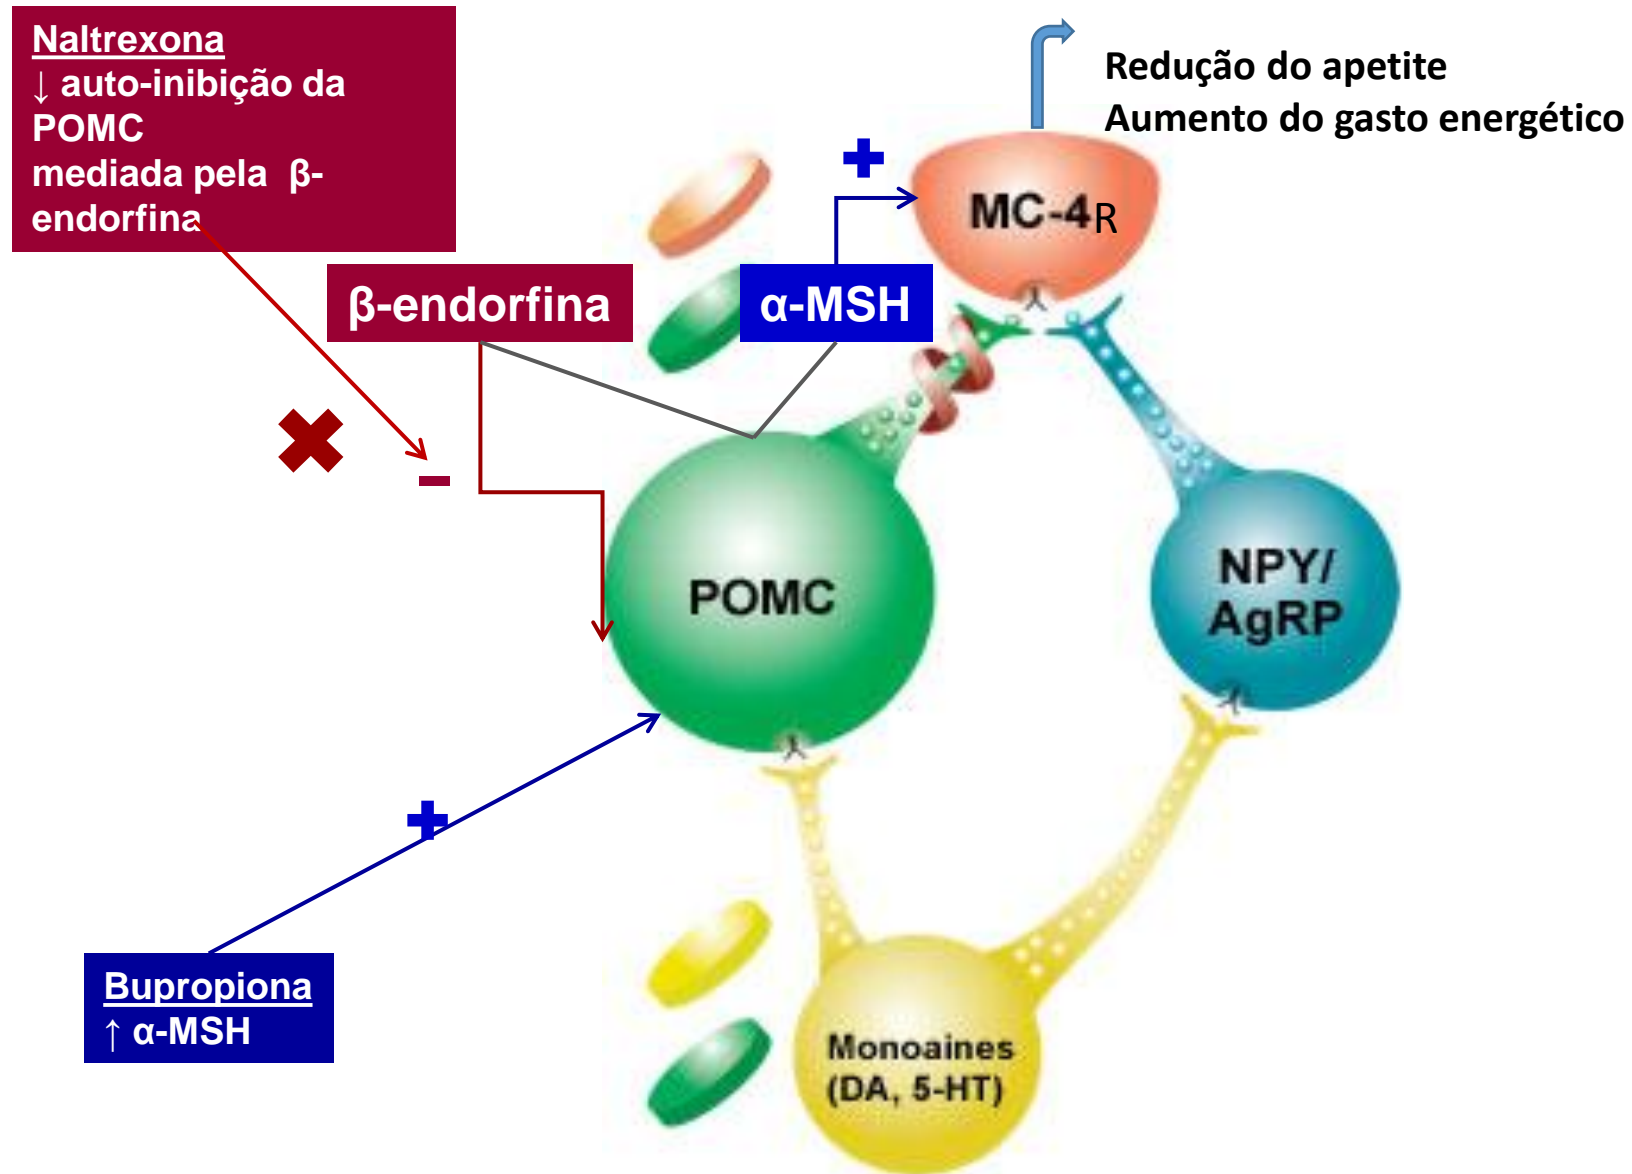 Naltrexona
↓ auto-inibição da
POMC
mediada pela β-
endorfina
Redução do apetite
Aumento do gasto energético
+
MC-4R
β-endorfina
α-MSH
-
POMC
NPY/
AgRP
+
Bupropiona
↑ α-MSH
Monoaines
(DA, 5-HT)